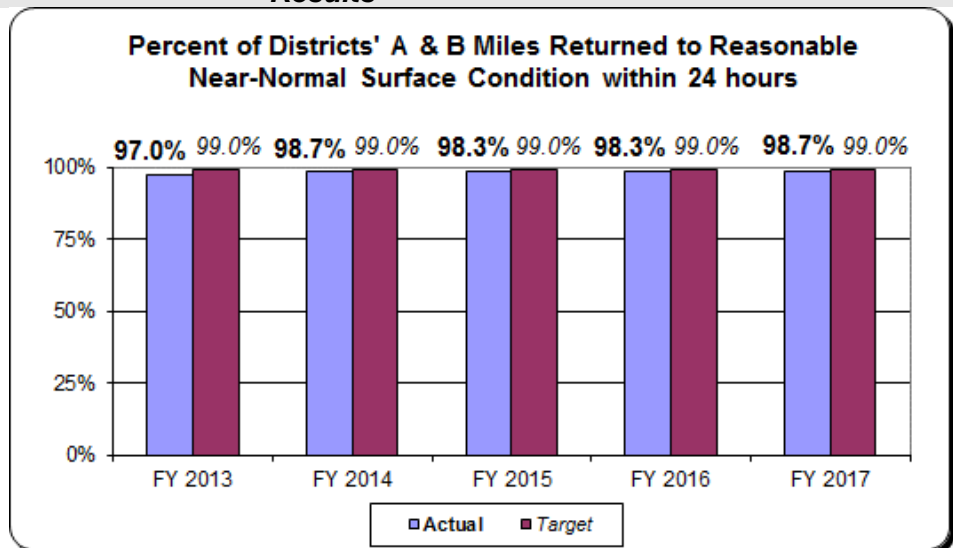 Results
Percent of Districts' A & B Miles Returned to Reasonable
Near-Normal Surface Condition within 24 hours
97.0% 99.0% 98.7% 99.0% 98.3% 99.0% 98.3% 99.0% 98.7% 99.0%
100%
75%
50%
25%
0%
FY 2013 FY 2014 FY 2015 FY 2016 FY 2017
Actual Target